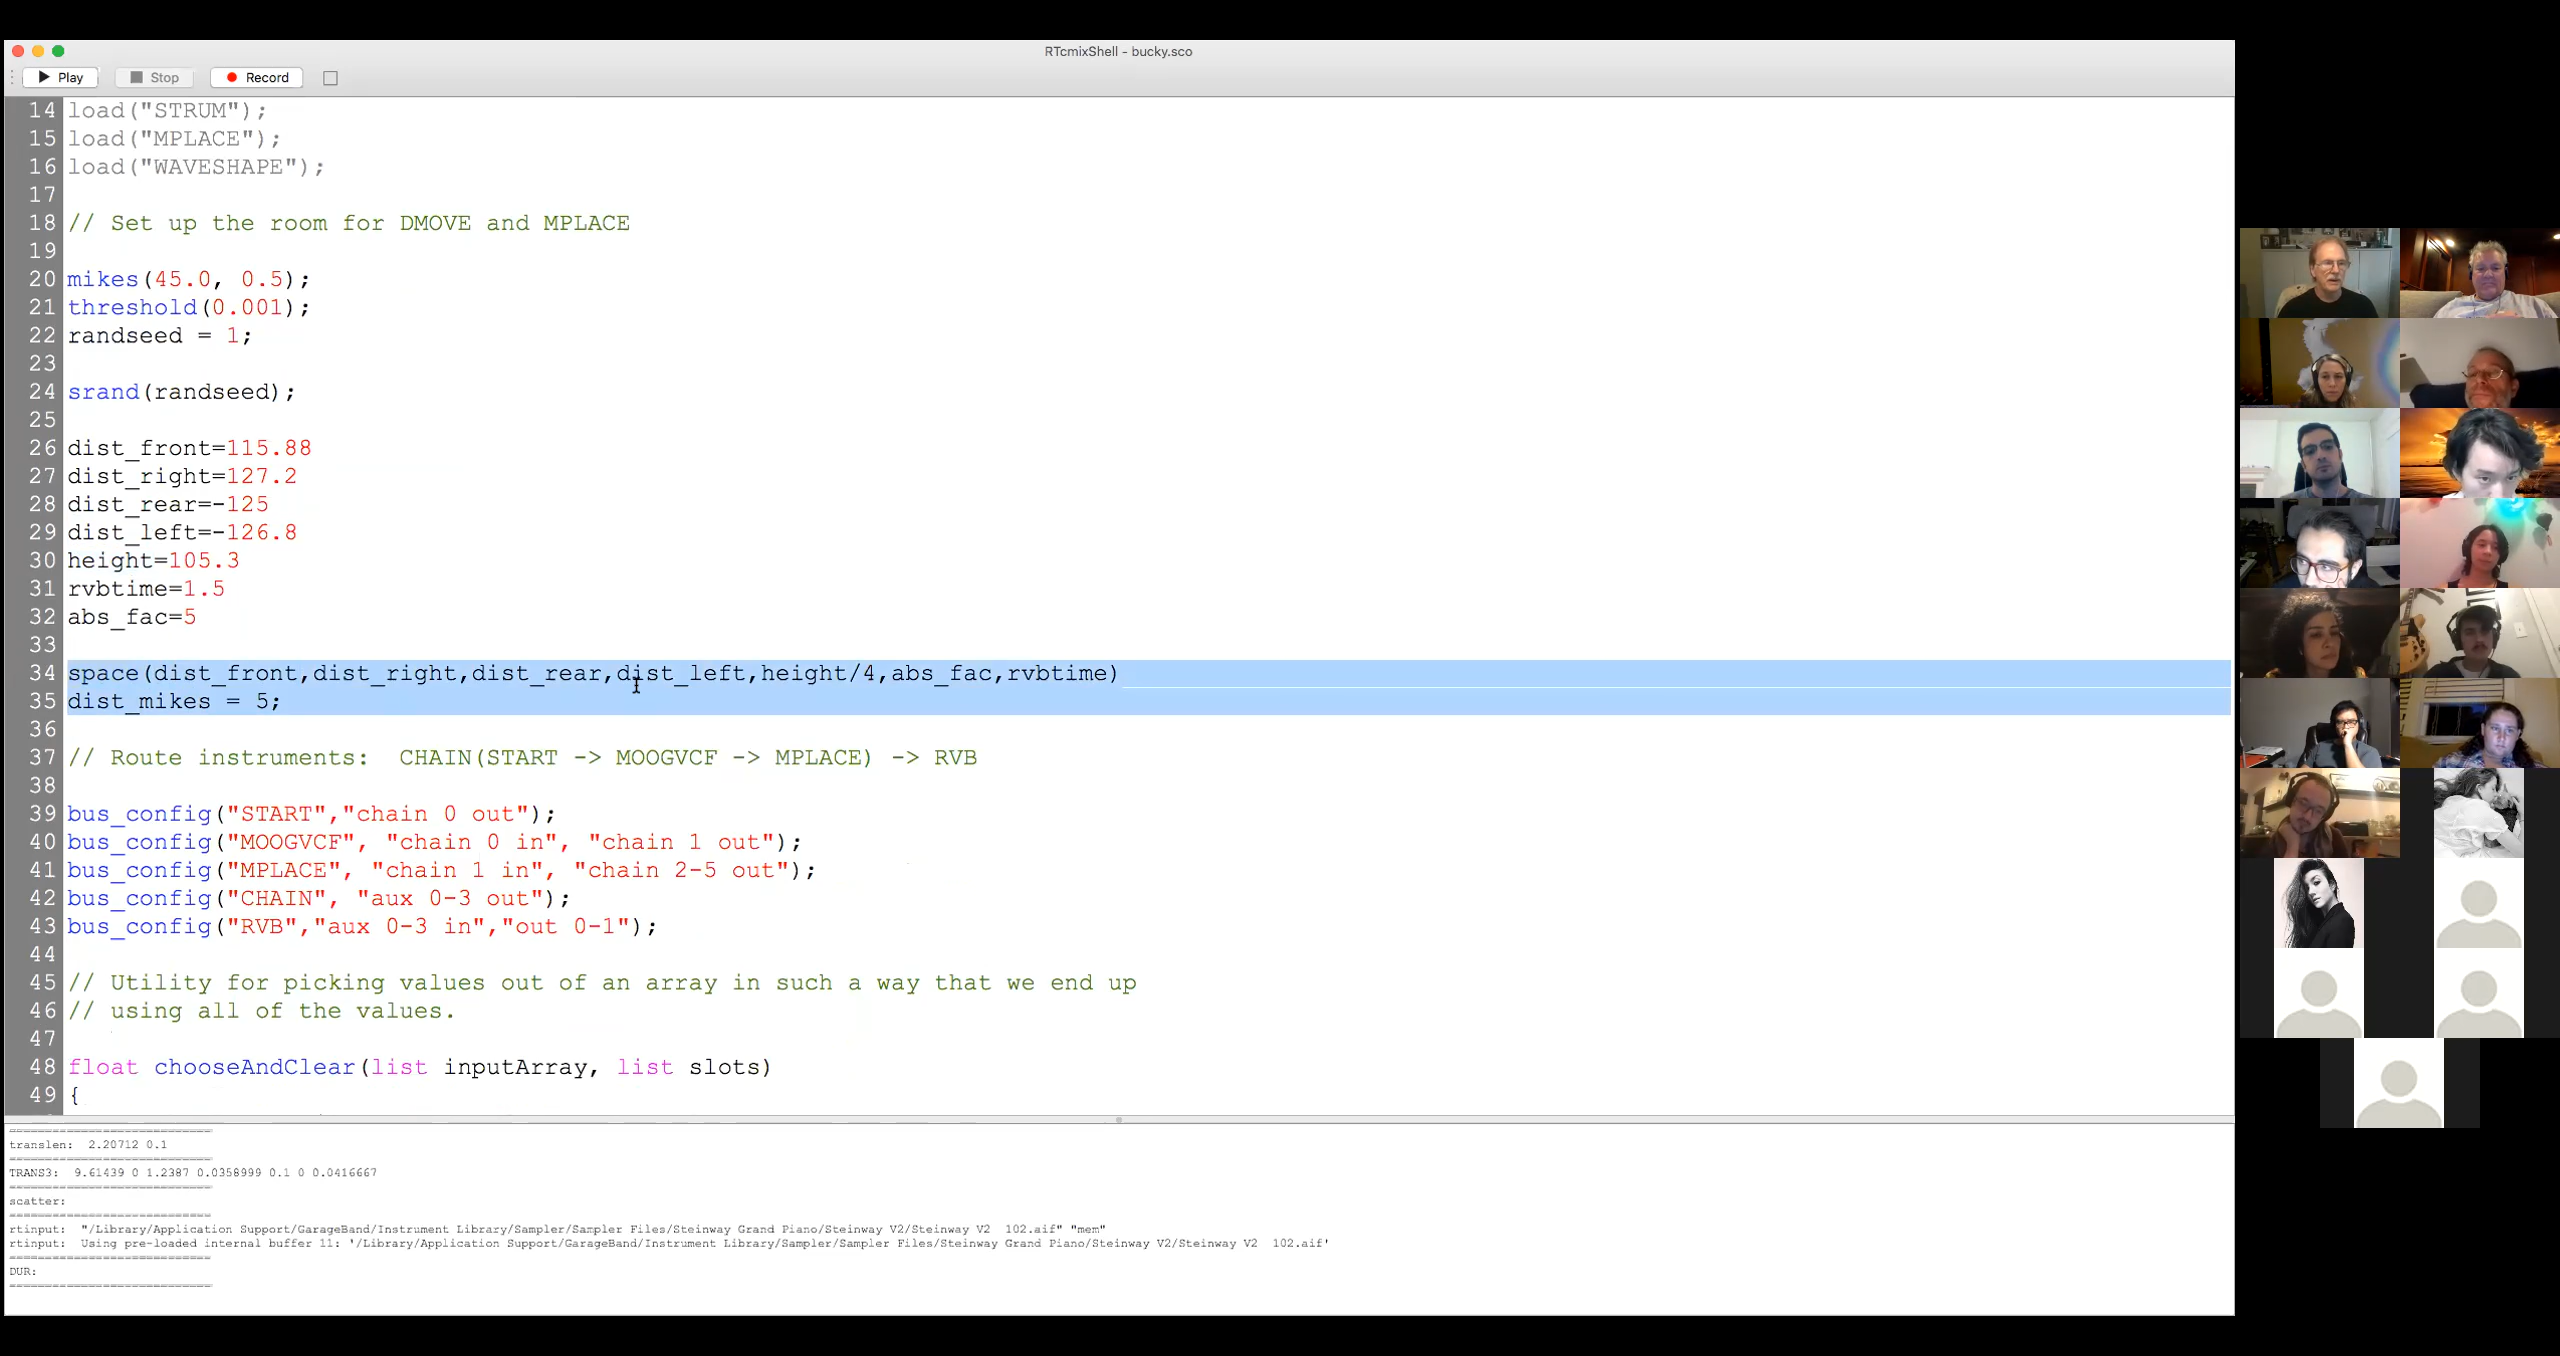 RTcmixShell - bucky.sco
Play Stop Record
14 load("STRUM");
15 load("MPLACE");
16 load("WAVESHAPE");
17
18 // Set up the room for DMOVE and MPLACE
19
20 mikes(45.0, 0.5);
21 threshold(0.001);
22 randseed = 1;
23
24 srand(randseed);
25
26 dist_front=115.88
27 dist_right=127.2
28 dist_rear=-125
29 dist_left=-126.8
30 height=105.3
31 rvbtime=1.5
32 abs_fac=5
33
34 space(dist_front,dist_right,dist_rear,dist_left,height/4,abs_fac,rvbtime)
35 dist_mikes = 5;
36
37 // Route instruments:  CHAIN(START -> MOOGVCF -> MPLACE) -> RVB
38
39 bus_config("START","chain 0 out");
40 bus_config("MOOGVCF", "chain 0 in", "chain 1 out");
41 bus_config("MPLACE", "chain 1 in", "chain 2-5 out");
42 bus_config("CHAIN", "aux 0-3 out");
43 bus_config("RVB","aux 0-3 in","out 0-1");
44
45 // Utility for picking values out of an array in such a way that we end up
46 // using all of the values.
47
48 float chooseAndClear(list inputArray, list slots)
49 {
============================
translen:  2.20712 0.1
============================
TRANS3:  9.61439 0 1.2387 0.0358999 0.1 0 0.0416667
============================
scatter:
============================
rtinput:  "/Library/Application Support/GarageBand/Instrument Library/Sampler/Sampler Files/Steinway Grand Piano/Steinway V2/Steinway V2  102.aif" "mem"
rtinput:  Using pre-loaded internal buffer 11: '/Library/Application Support/GarageBand/Instrument Library/Sampler/Sampler Files/Steinway Grand Piano/Steinway V2/Steinway V2  102.aif'
============================
DUR:
============================